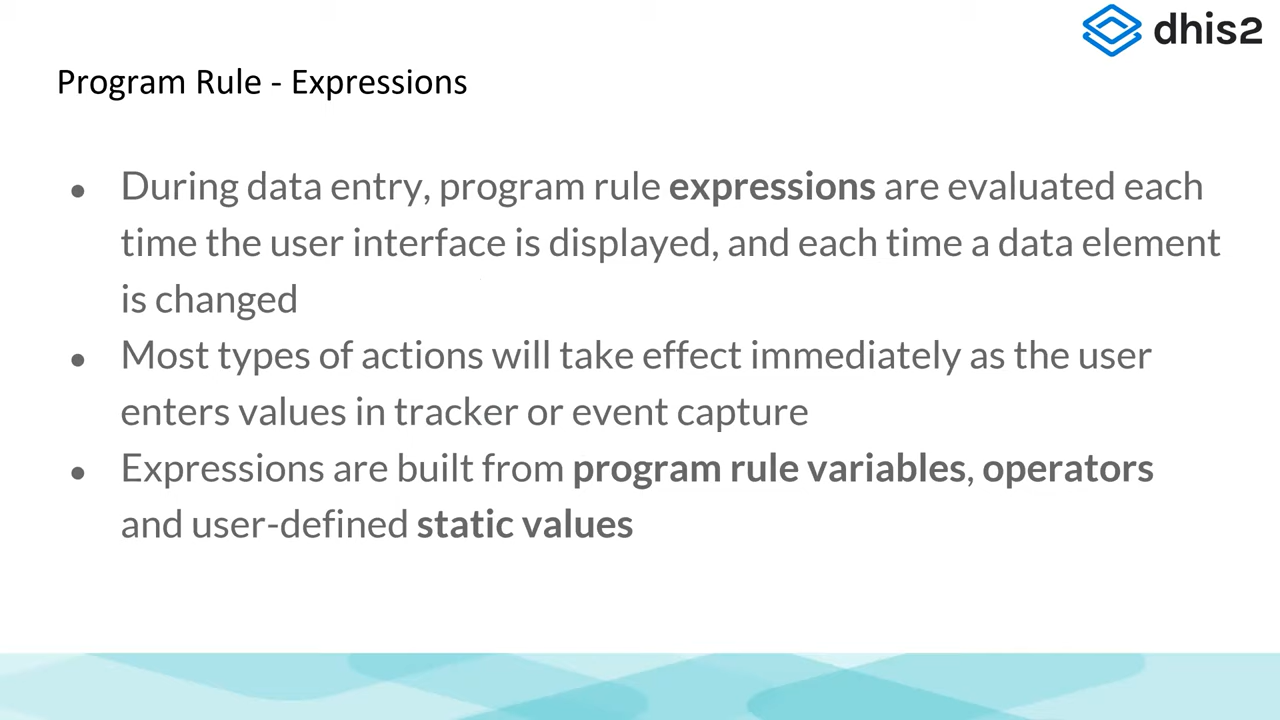 dhis2
Program Rule - Expressions
● During data entry, program rule expressions are evaluated each
time the user interface is displayed, and each time a data element
is changed
● Most types of actions will take effect immediately as the user
enters values in tracker or event capture
● Expressions are built from program rule variables, operators
and user-defined static values